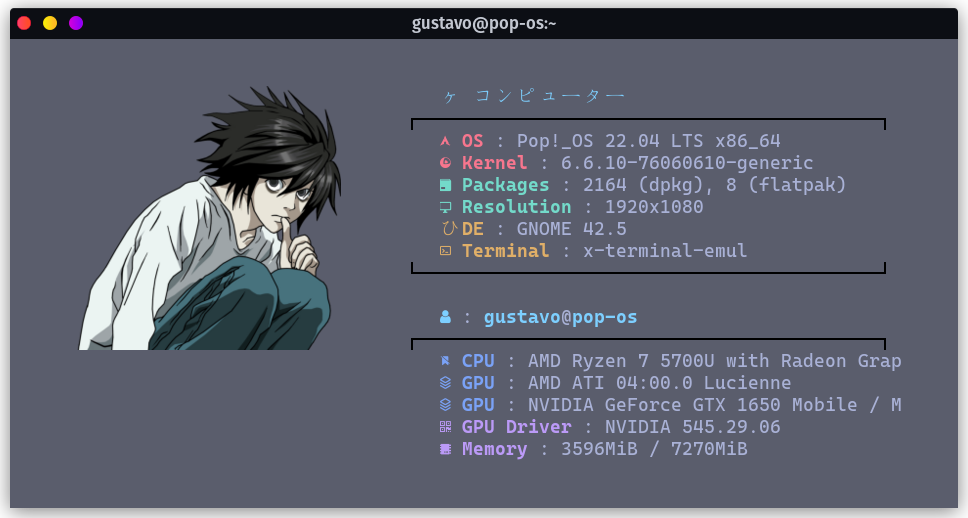 gustavo@pop-os:~
ヶ コンピューター
OS : Pop!_OS 22.04 LTS x86_64
Kernel : 6.6.10-76060610-generic
Packages : 2164 (dpkg), 8 (flatpak)
Resolution : 1920x1080
ひ DE : GNOME 42.5
Terminal : x-terminal-emul
: gustavo@pop-os
CPU : AMD Ryzen 7 5700U with Radeon Grap
GPU : AMD ATI 04:00.0 Lucienne
GPU : NVIDIA GeForce GTX 1650 Mobile / M
GPU Driver : NVIDIA 545.29.06
Memory : 3596MiB / 7270MiB